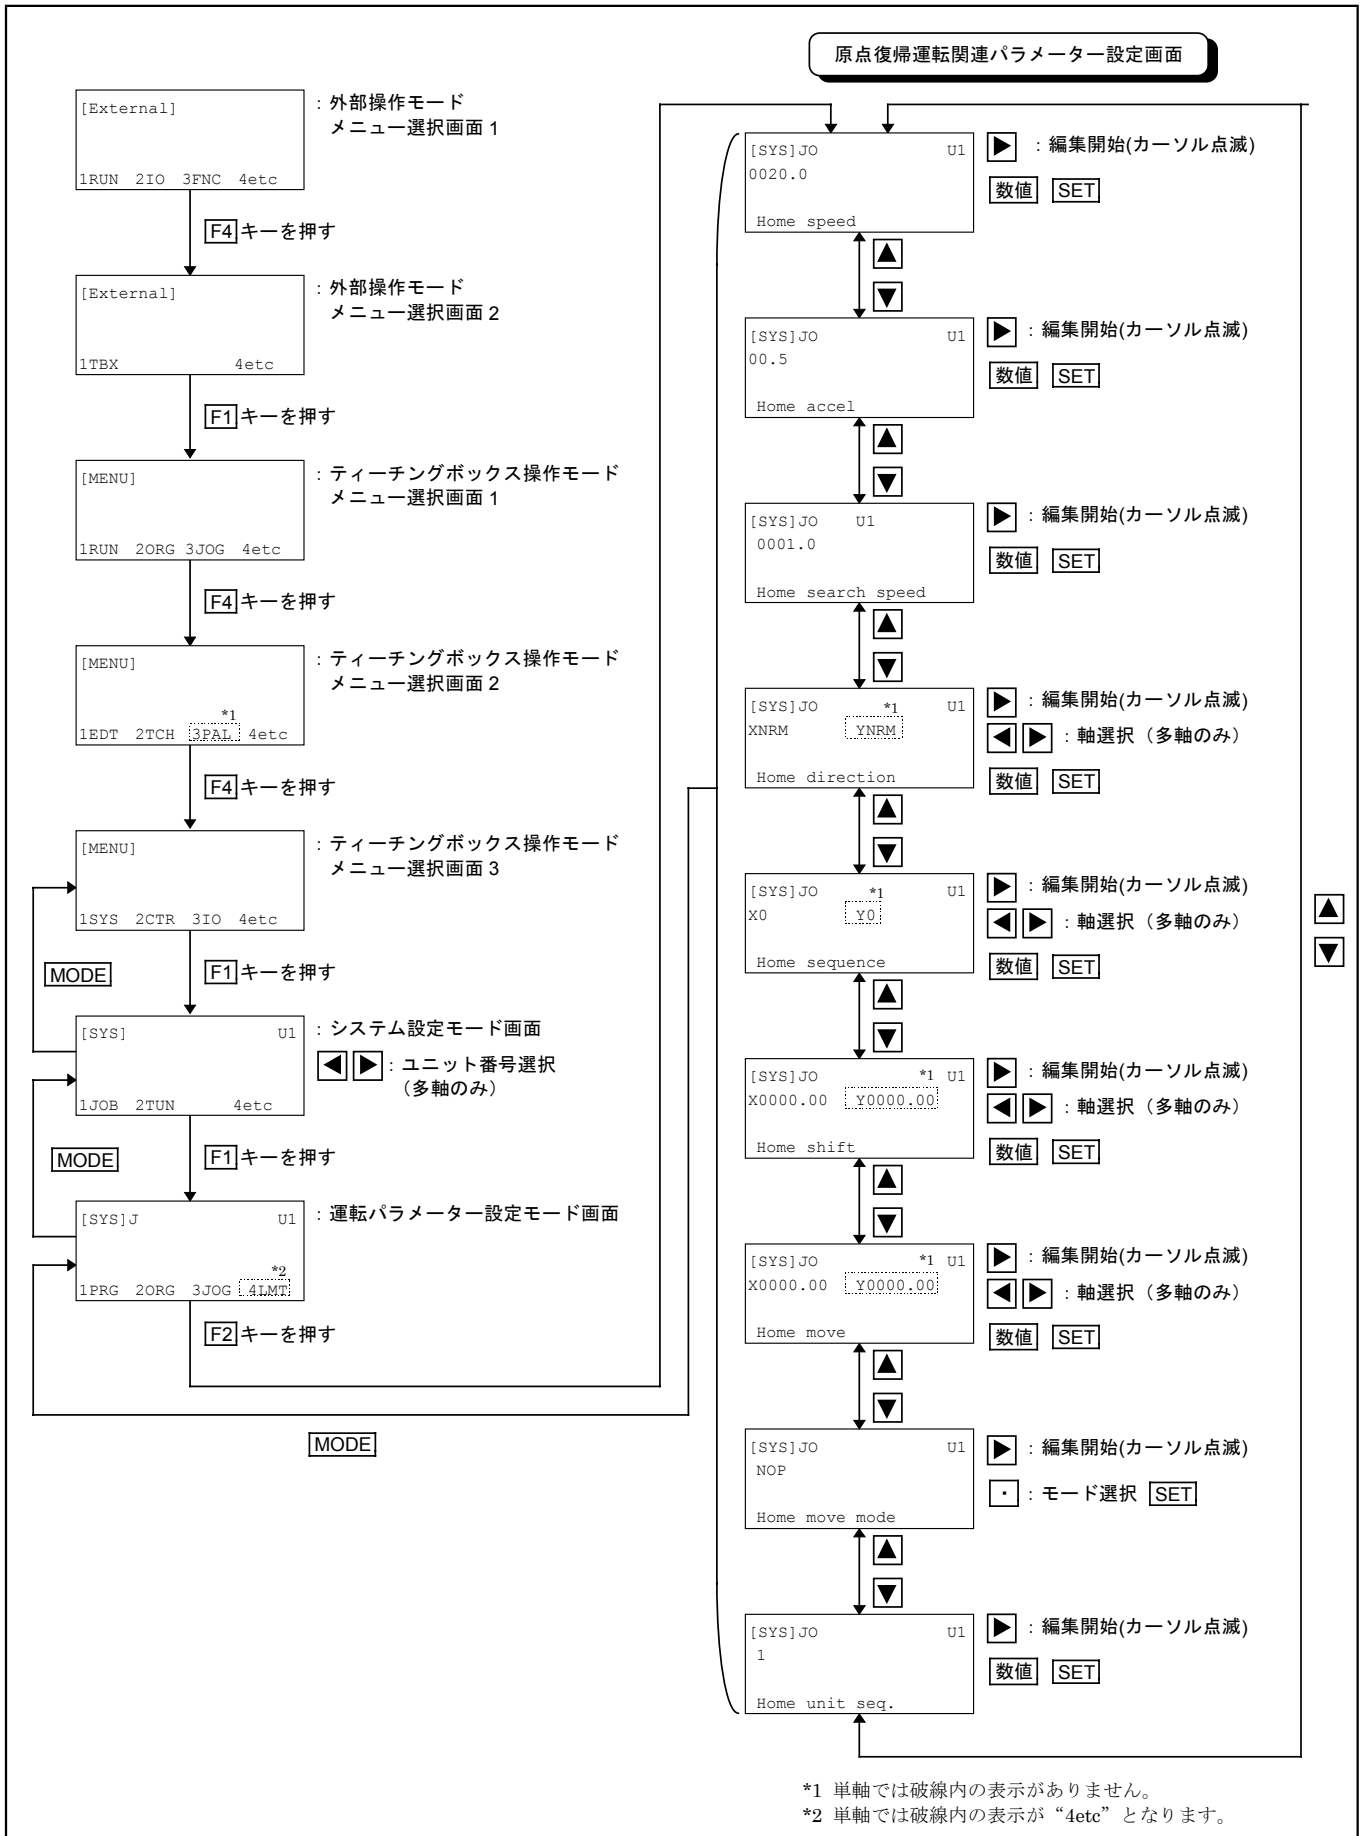 原点復帰運転関連パラメーター設定画面
[External]
1RUN 2IO 3FNC 4etc
：外部操作モード
メニュー選択画面 1
F4 キーを押す
[External]
1TBX 4etc
：外部操作モード
メニュー選択画面 2
F1 キーを押す
[MENU]
1RUN 2ORG 3JOG 4etc
：ティーチングボックス操作モード
メニュー選択画面 1
F4 キーを押す
[MENU]
*1
1EDT 2TCH 3PAL 4etc
：ティーチングボックス操作モード
メニュー選択画面 2
F4 キーを押す
[MENU]
1SYS 2CTR 3IO 4etc
：ティーチングボックス操作モード
メニュー選択画面 3
MODE
F1 キーを押す
[SYS] U1
1JOB 2TUN 4etc
：システム設定モード画面
◀ ▶：ユニット番号選択
（多軸のみ）
MODE
F1 キーを押す
[SYS]J U1
*2
1PRG 2ORG 3JOG 4LMT
：運転パラメーター設定モード画面
F2 キーを押す
MODE
[SYS]JO U1
0020.0
Home speed
▶ ：編集開始(カーソル点滅)
数値 SET
▲
▼
[SYS]JO U1
00.5
Home accel
▶ ：編集開始(カーソル点滅)
数値 SET
▲
▼
[SYS]JO U1
0001.0
Home search speed
▶ ：編集開始(カーソル点滅)
数値 SET
▲
▼
[SYS]JO *1 U1
XNRM YNRM
Home direction
▶ ：編集開始(カーソル点滅)
◀ ▶ ：軸選択（多軸のみ）
数値 SET
▲
▼
[SYS]JO *1 U1
X0 Y0
Home sequence
▶ ：編集開始(カーソル点滅)
◀ ▶ ：軸選択（多軸のみ）
数値 SET
▲
▼
▲
▼
[SYS]JO *1 U1
X0000.00 Y0000.00
Home shift
▶ ：編集開始(カーソル点滅)
◀ ▶ ：軸選択（多軸のみ）
数値 SET
▲
▼
[SYS]JO *1 U1
X0000.00 Y0000.00
Home move
▶ ：編集開始(カーソル点滅)
◀ ▶ ：軸選択（多軸のみ）
数値 SET
▲
▼
[SYS]JO U1
NOP
Home move mode
▶ ：編集開始(カーソル点滅)
・ ：モード選択 SET
▲
▼
[SYS]JO U1
1
Home unit seq.
▶ ：編集開始(カーソル点滅)
数値 SET
*1 単軸では破線内の表示がありません。
*2 単軸では破線内の表示が“4etc”となります。